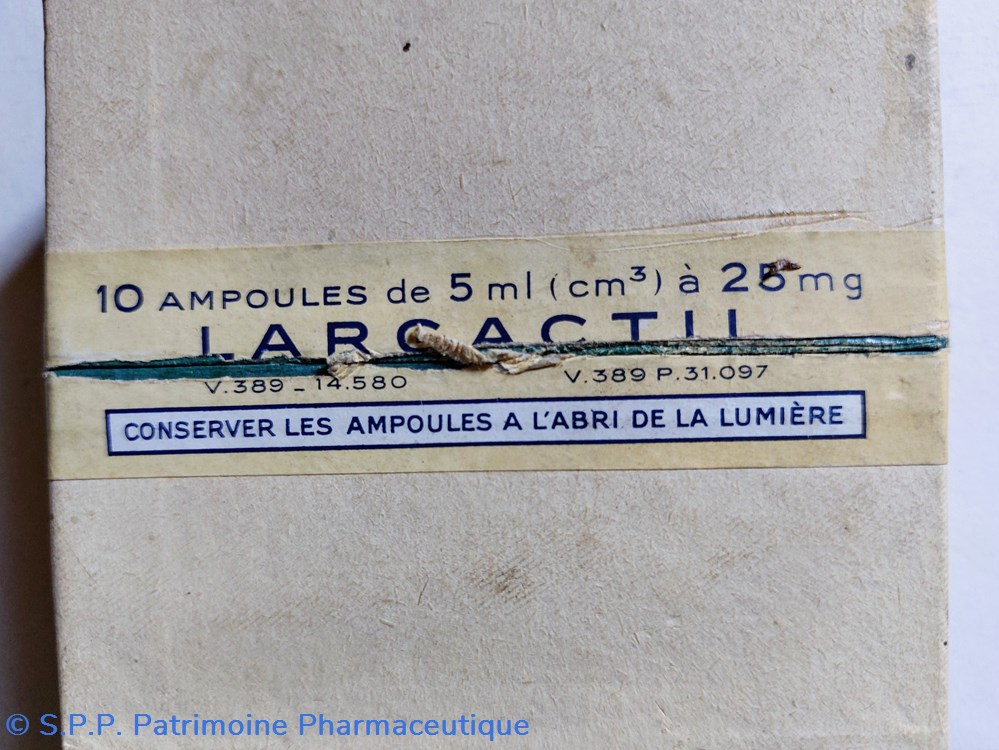 10 AMPOULES de 5 ml (cm³) à 25 mg
LARGACTIL
V.389 - 14.580 V.389 P.31.097
CONSERVER LES AMPOULES A L'ABRI DE LA LUMIÈRE
© S.P.P. Patrimoine Pharmaceutique